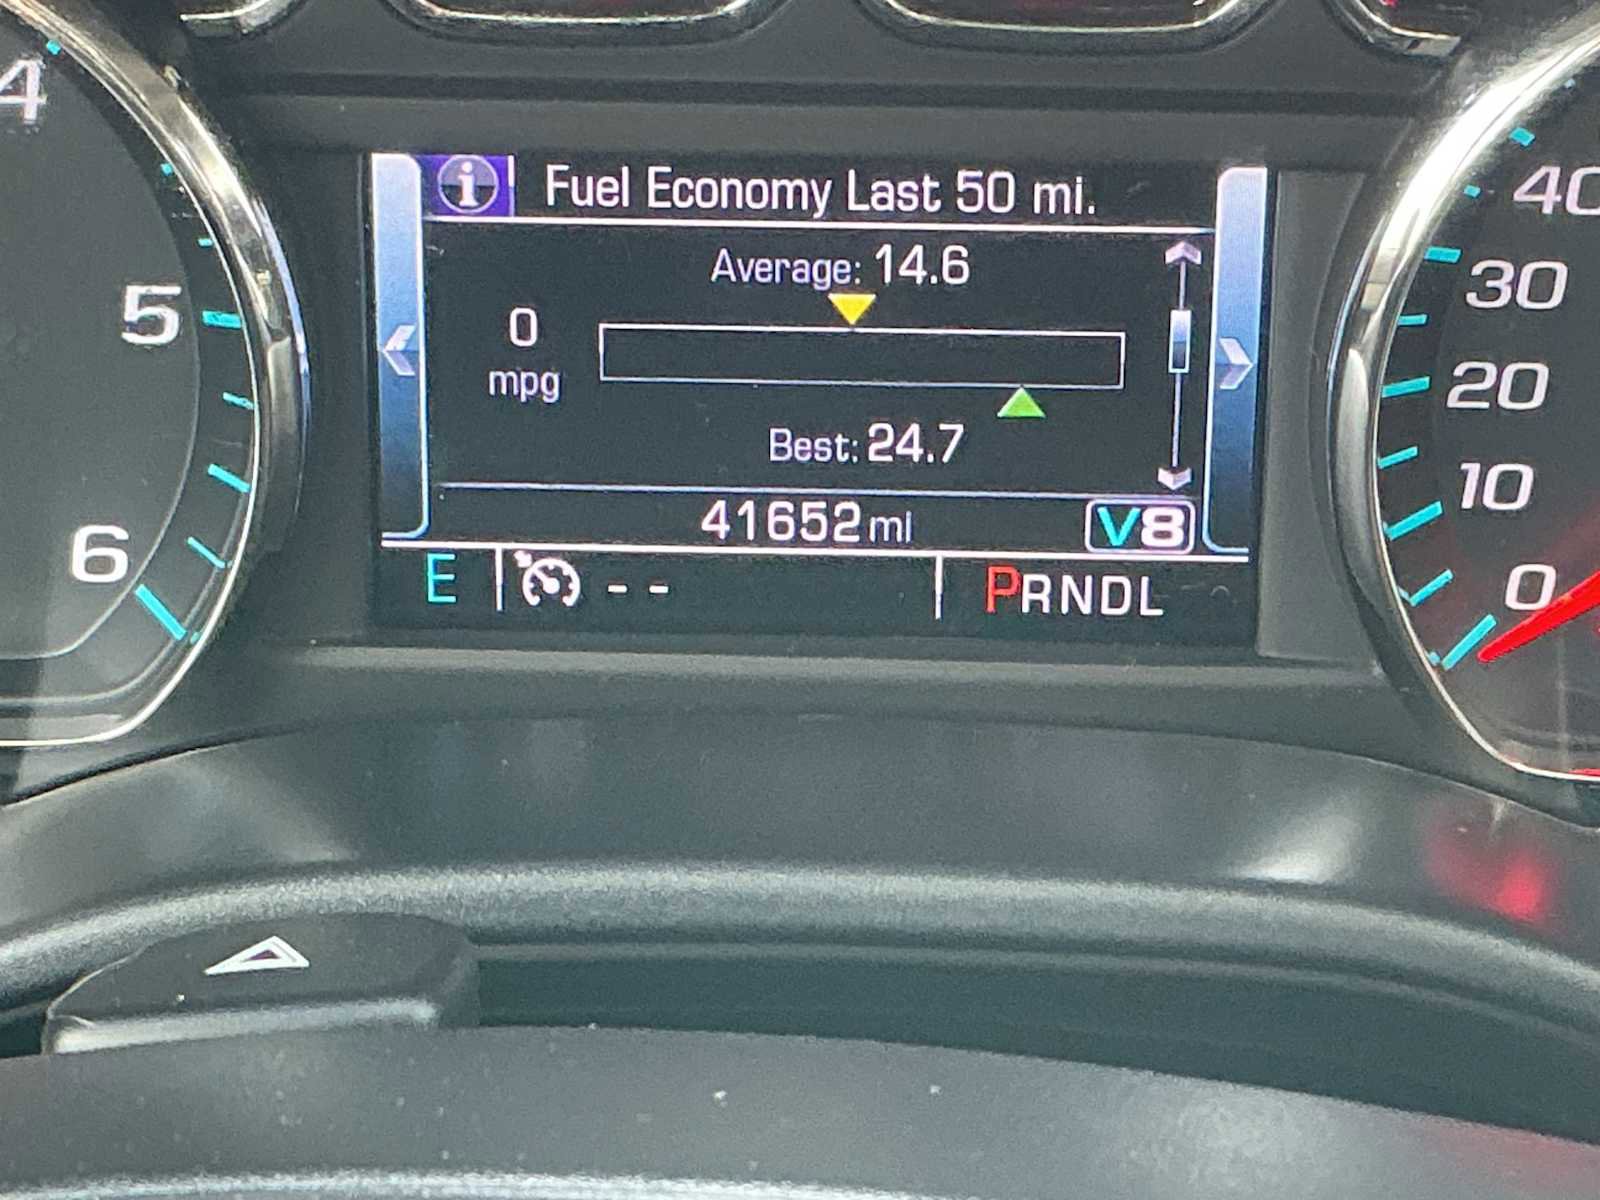 Fuel Economy Last 50 mi.
Average: 14.6
0
mpg
Best: 24.7
41652 mi
V8
E
- -
PRNDL
4
5
6
40
30
20
10
0